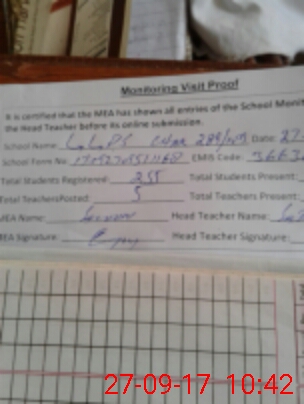 Monitoring Visit Proof
It is certified that the MEA has shown all entries of the School Monit
the Head Teacher before its online submission.
School Name: Date: 27
School Form No: EMIS Code: 3663
Total Students Registered: 255 Total Students Present:
Total Teachers Posted: 5 Total Teachers Present:
MEA Name: Head Teacher Name:
MEA Signature: Head Teacher Signature:
27-09-17 10:42